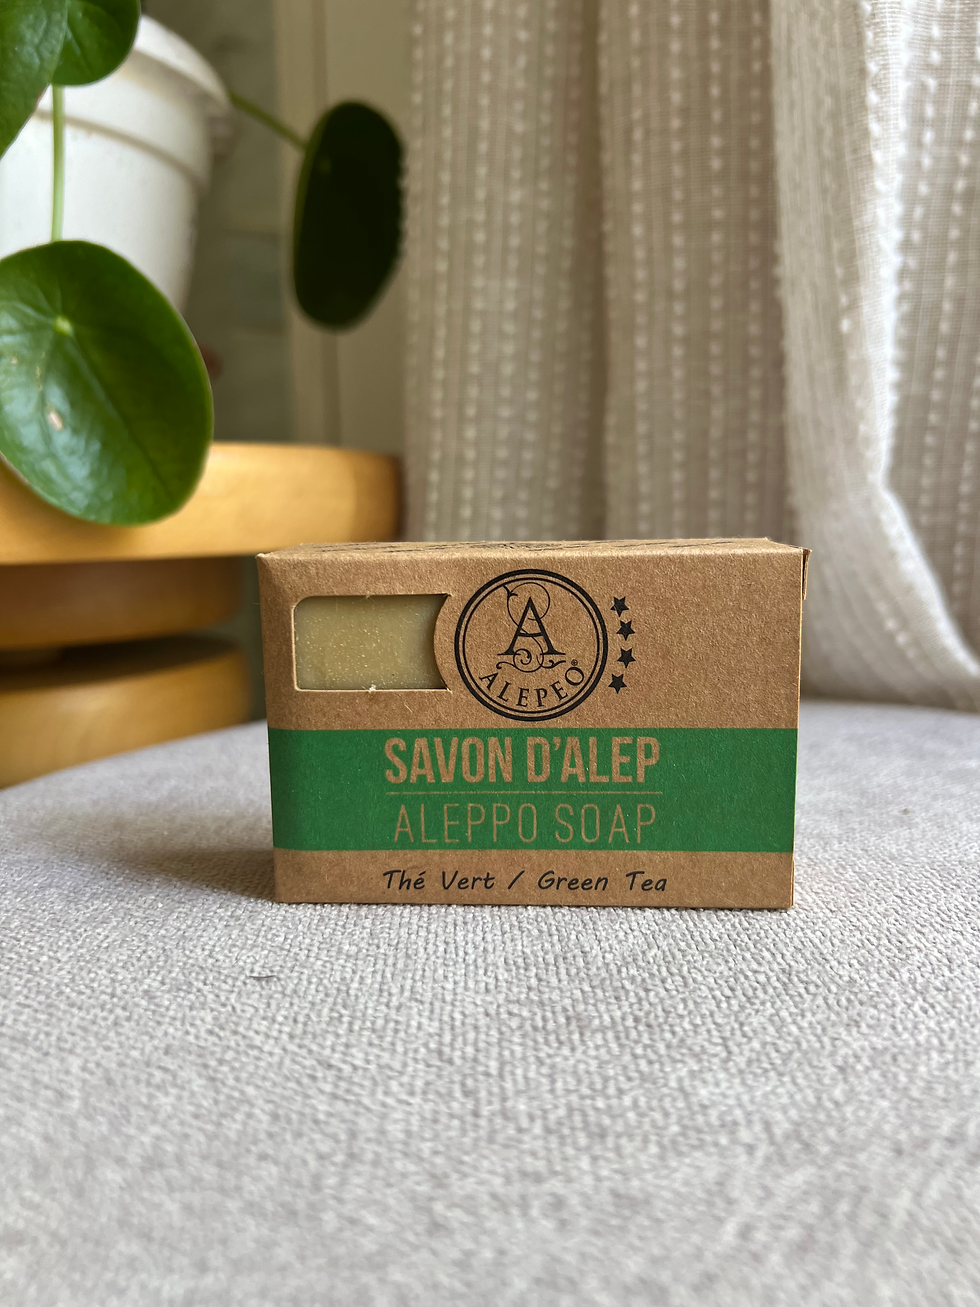 A
ALEPEO®
SAVON D'ALEP
ALEPPO SOAP
Thé Vert / Green Tea